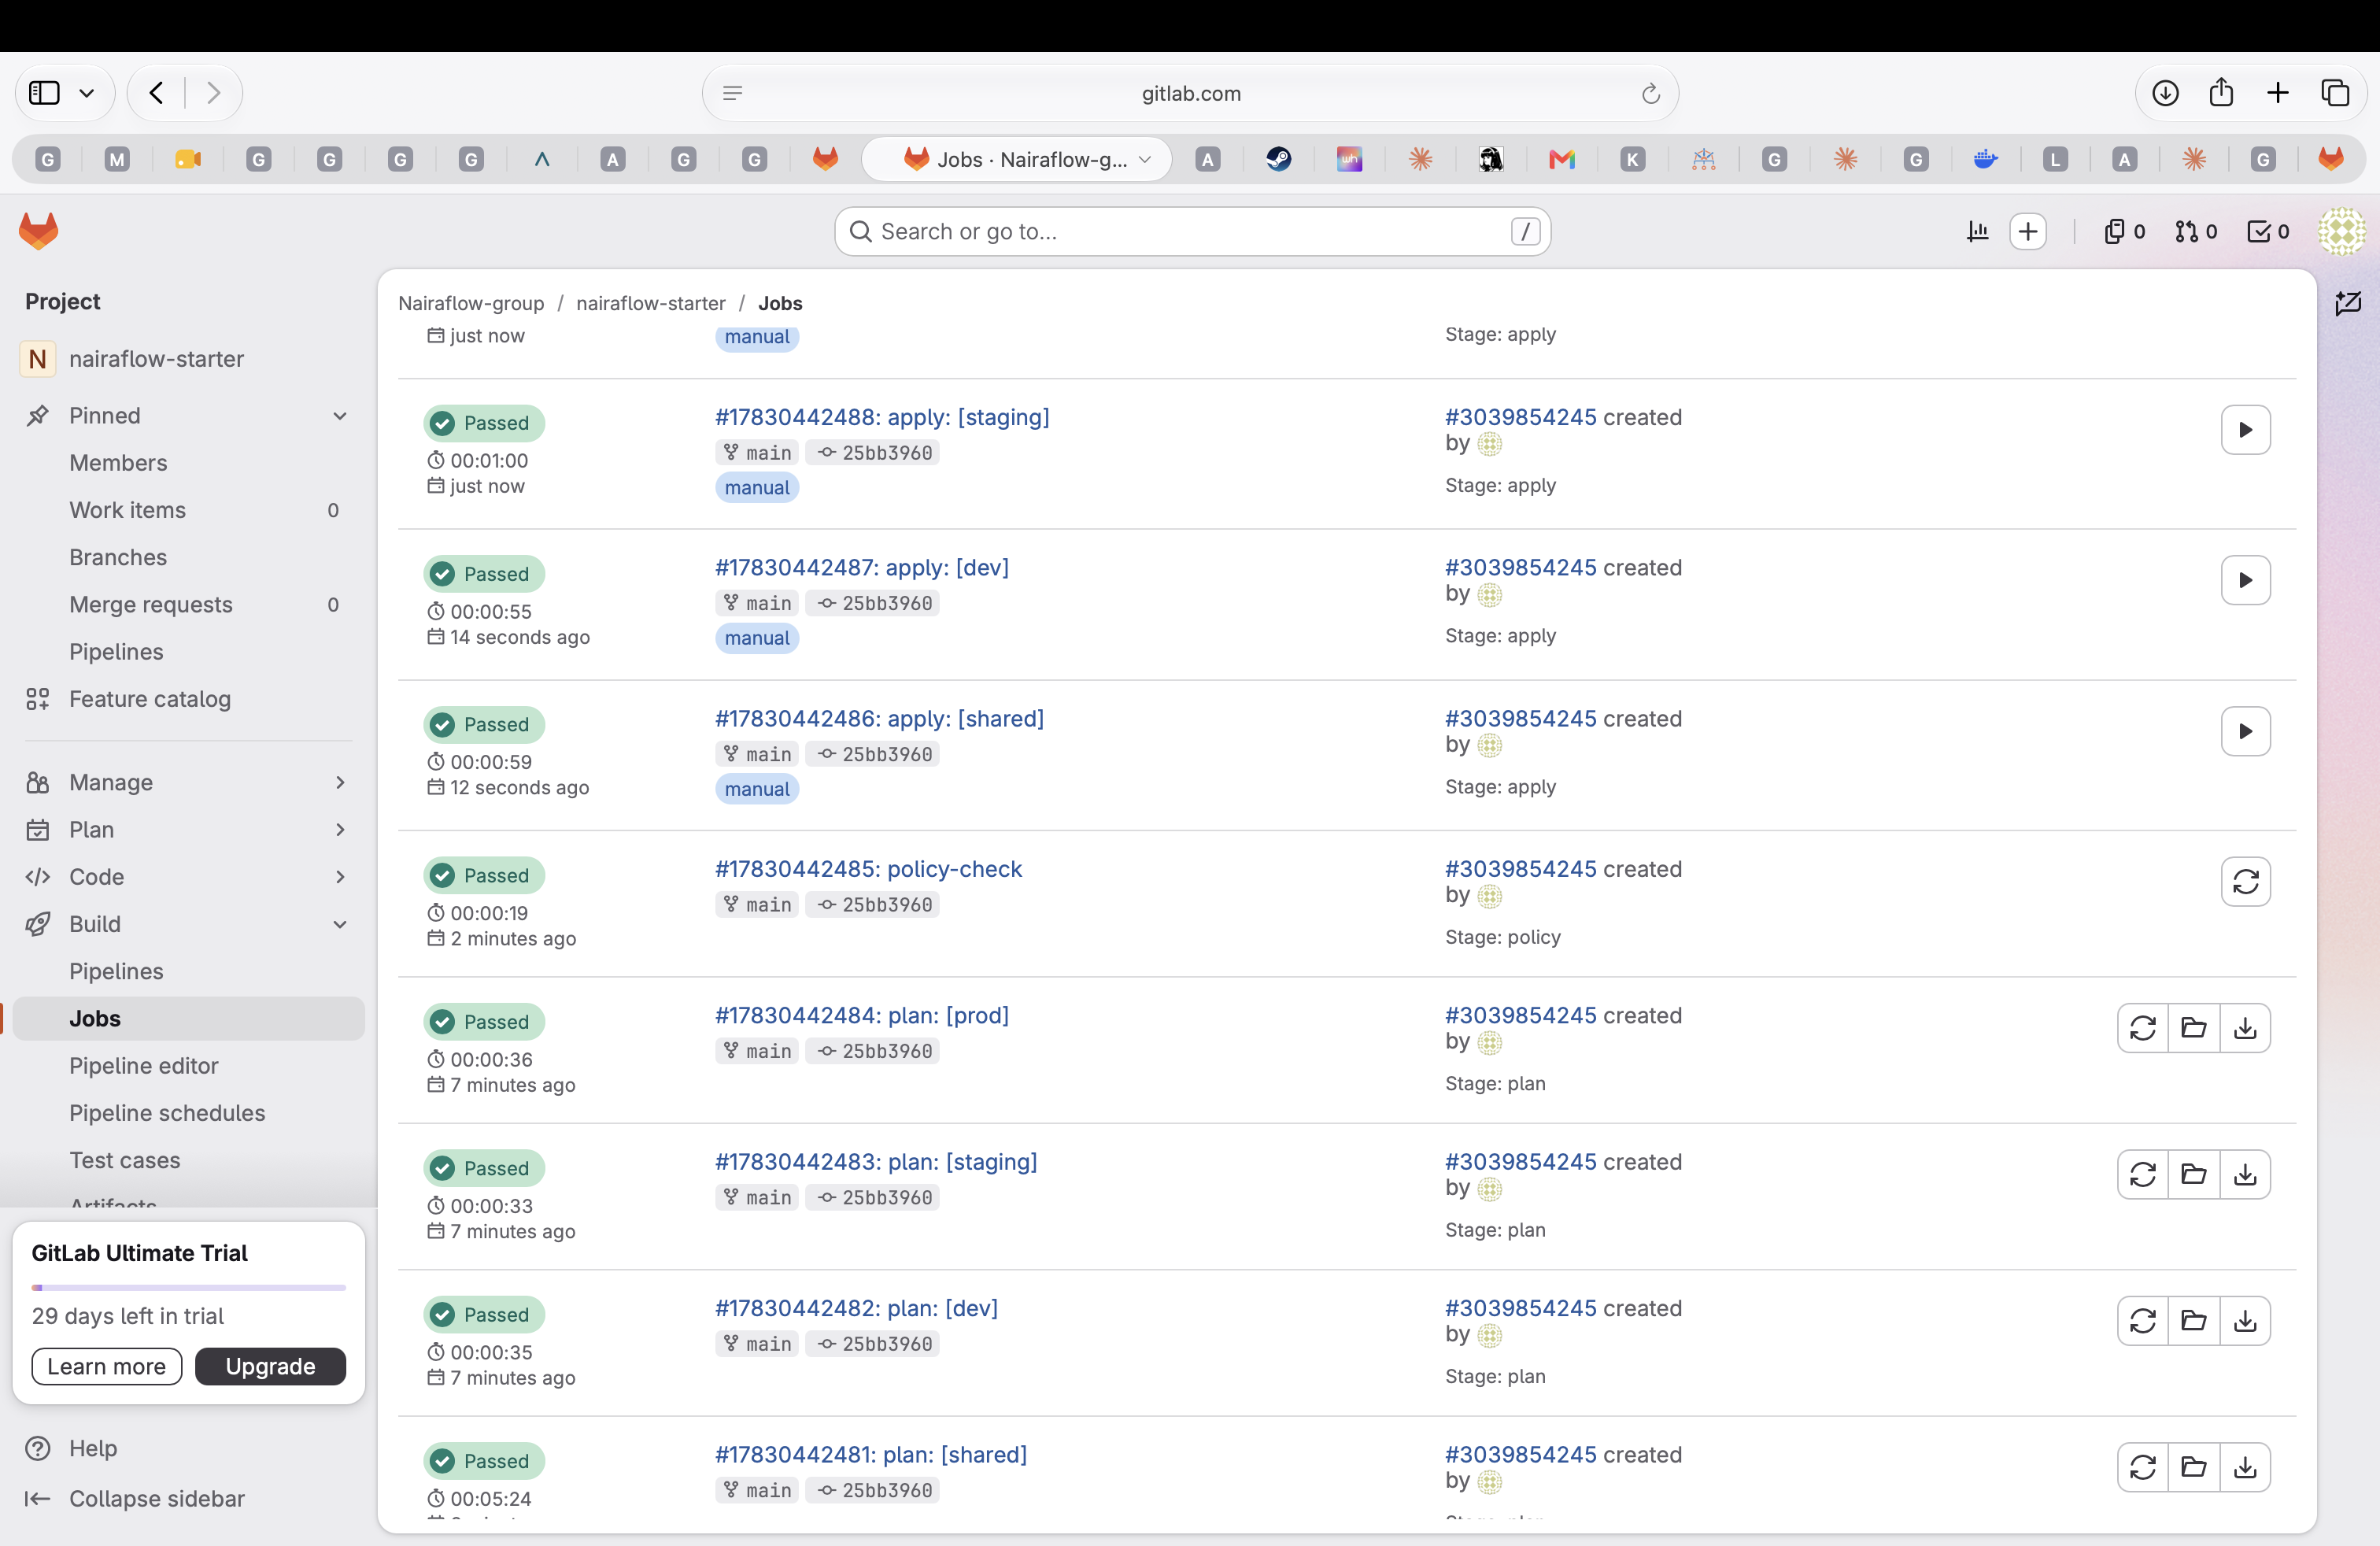 gitlab.com
G M G G G G A G G Jobs · Nairaflow-g... A wh K G G L A G
Search or go to... /
0 0 0
Project
N nairaflow-starter
Pinned
Members
Work items 0
Branches
Merge requests 0
Pipelines
Feature catalog
Manage
Plan
Code
Build
Pipelines
Jobs
Pipeline editor
Pipeline schedules
Test cases
Artifacts
GitLab Ultimate Trial
29 days left in trial
Learn more Upgrade
Help
Collapse sidebar
Nairaflow-group / nairaflow-starter / Jobs
just now manual Stage: apply
Passed #17830442488: apply: [staging] #3039854245 created
00:01:00 main 25bb3960 by
just now manual Stage: apply
Passed #17830442487: apply: [dev] #3039854245 created
00:00:55 main 25bb3960 by
14 seconds ago manual Stage: apply
Passed #17830442486: apply: [shared] #3039854245 created
00:00:59 main 25bb3960 by
12 seconds ago manual Stage: apply
Passed #17830442485: policy-check #3039854245 created
00:00:19 main 25bb3960 by
2 minutes ago Stage: policy
Passed #17830442484: plan: [prod] #3039854245 created
00:00:36 main 25bb3960 by
7 minutes ago Stage: plan
Passed #17830442483: plan: [staging] #3039854245 created
00:00:33 main 25bb3960 by
7 minutes ago Stage: plan
Passed #17830442482: plan: [dev] #3039854245 created
00:00:35 main 25bb3960 by
7 minutes ago Stage: plan
Passed #17830442481: plan: [shared] #3039854245 created
00:05:24 main 25bb3960 by